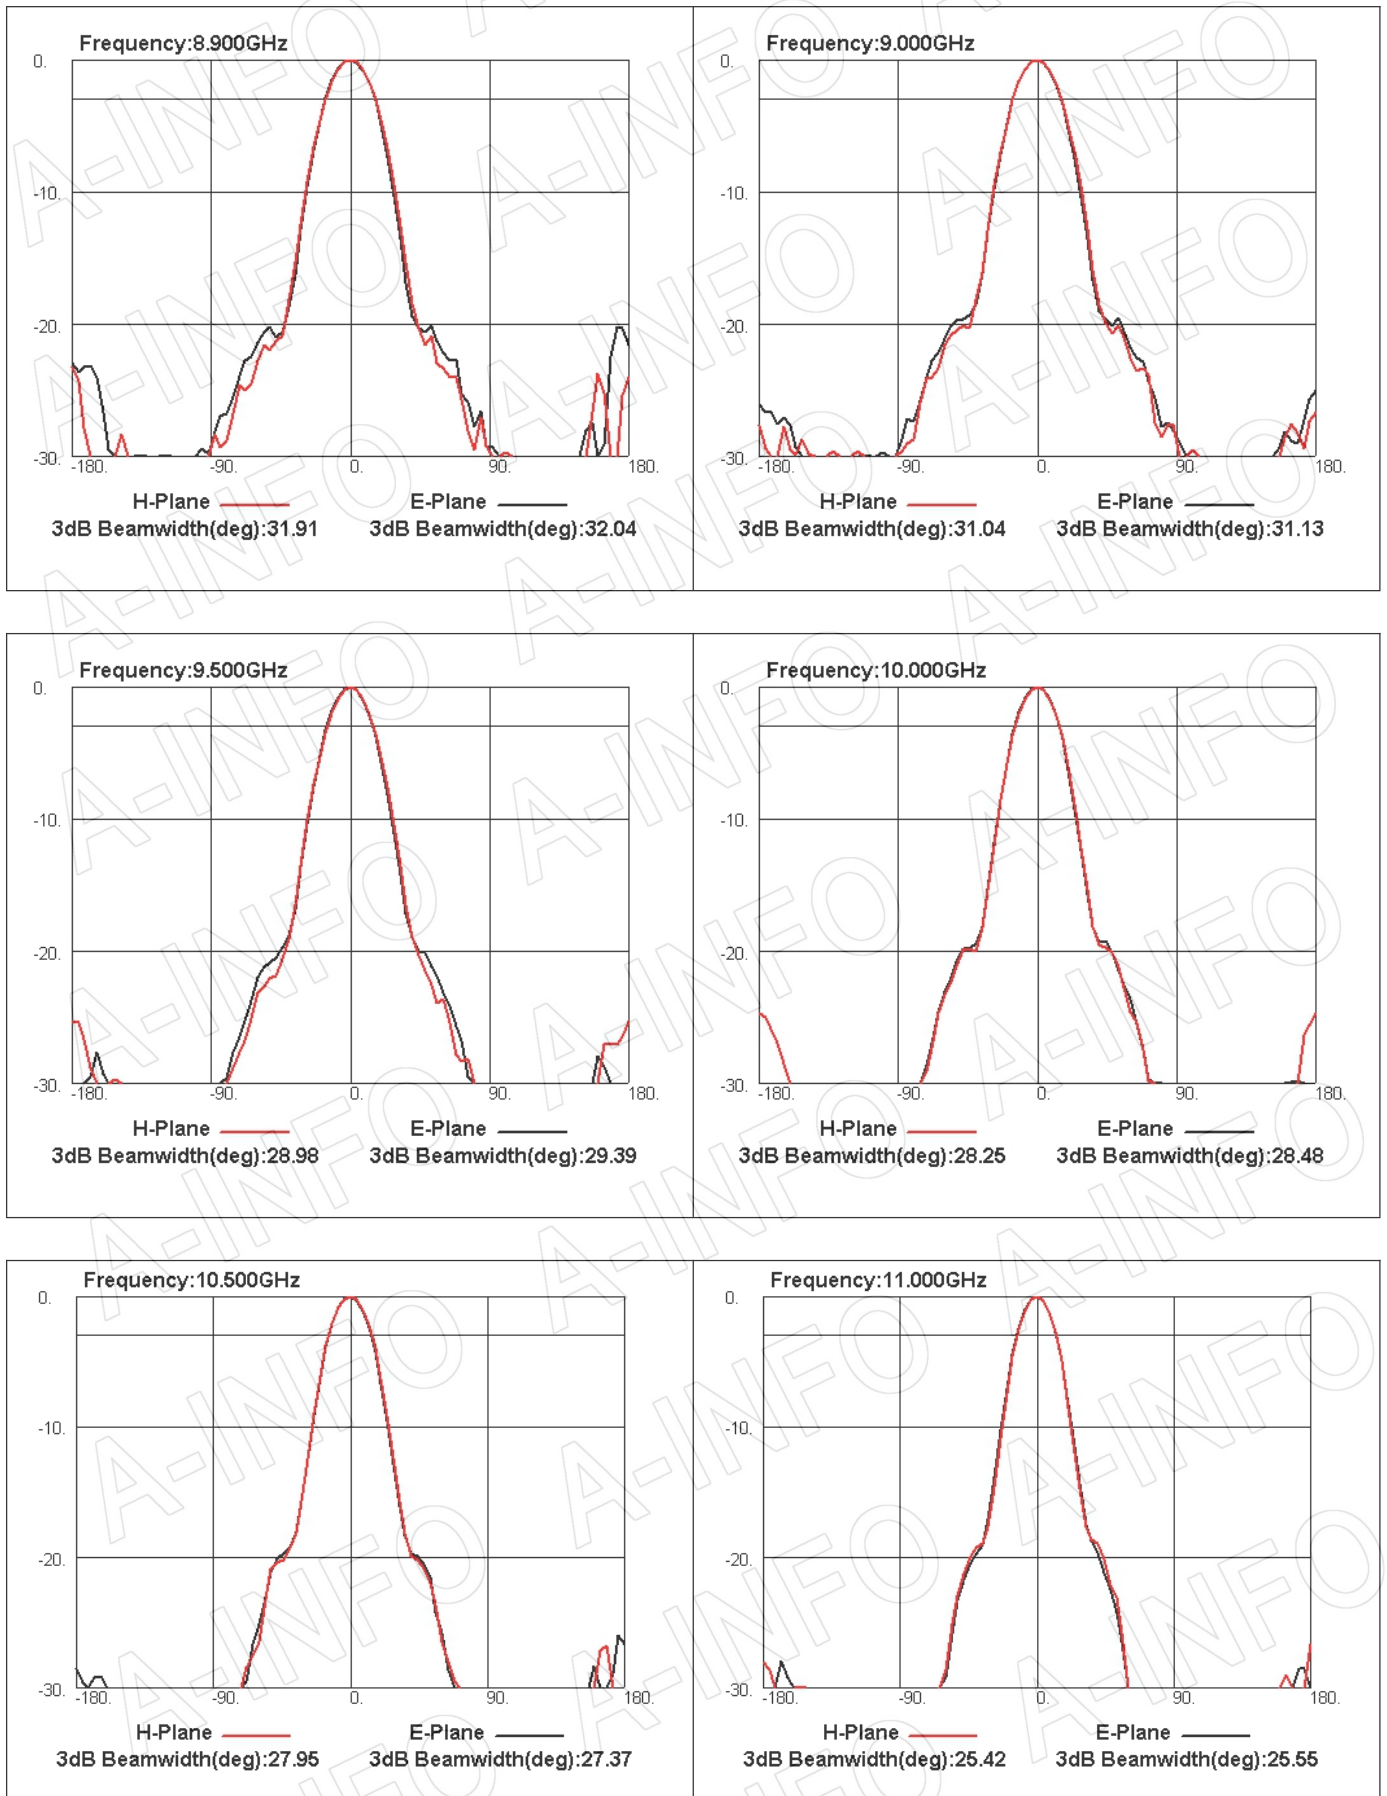 Frequency:8.900GHz
0.
-10.
-20.
-30.
-180. -90. 0. 90. 180.
H-Plane E-Plane
3dB Beamwidth(deg):31.91 3dB Beamwidth(deg):32.04
Frequency:9.000GHz
0.
-10.
-20.
-30.
-180. -90. 0. 90. 180.
H-Plane E-Plane
3dB Beamwidth(deg):31.04 3dB Beamwidth(deg):31.13
Frequency:9.500GHz
0.
-10.
-20.
-30.
-180. -90. 0. 90. 180.
H-Plane E-Plane
3dB Beamwidth(deg):28.98 3dB Beamwidth(deg):29.39
Frequency:10.000GHz
0.
-10.
-20.
-30.
-180. -90. 0. 90. 180.
H-Plane E-Plane
3dB Beamwidth(deg):28.25 3dB Beamwidth(deg):28.48
Frequency:10.500GHz
0.
-10.
-20.
-30.
-180. -90. 0. 90. 180.
H-Plane E-Plane
3dB Beamwidth(deg):27.95 3dB Beamwidth(deg):27.37
Frequency:11.000GHz
0.
-10.
-20.
-30.
-180. -90. 0. 90. 180.
H-Plane E-Plane
3dB Beamwidth(deg):25.42 3dB Beamwidth(deg):25.55
A-INFO